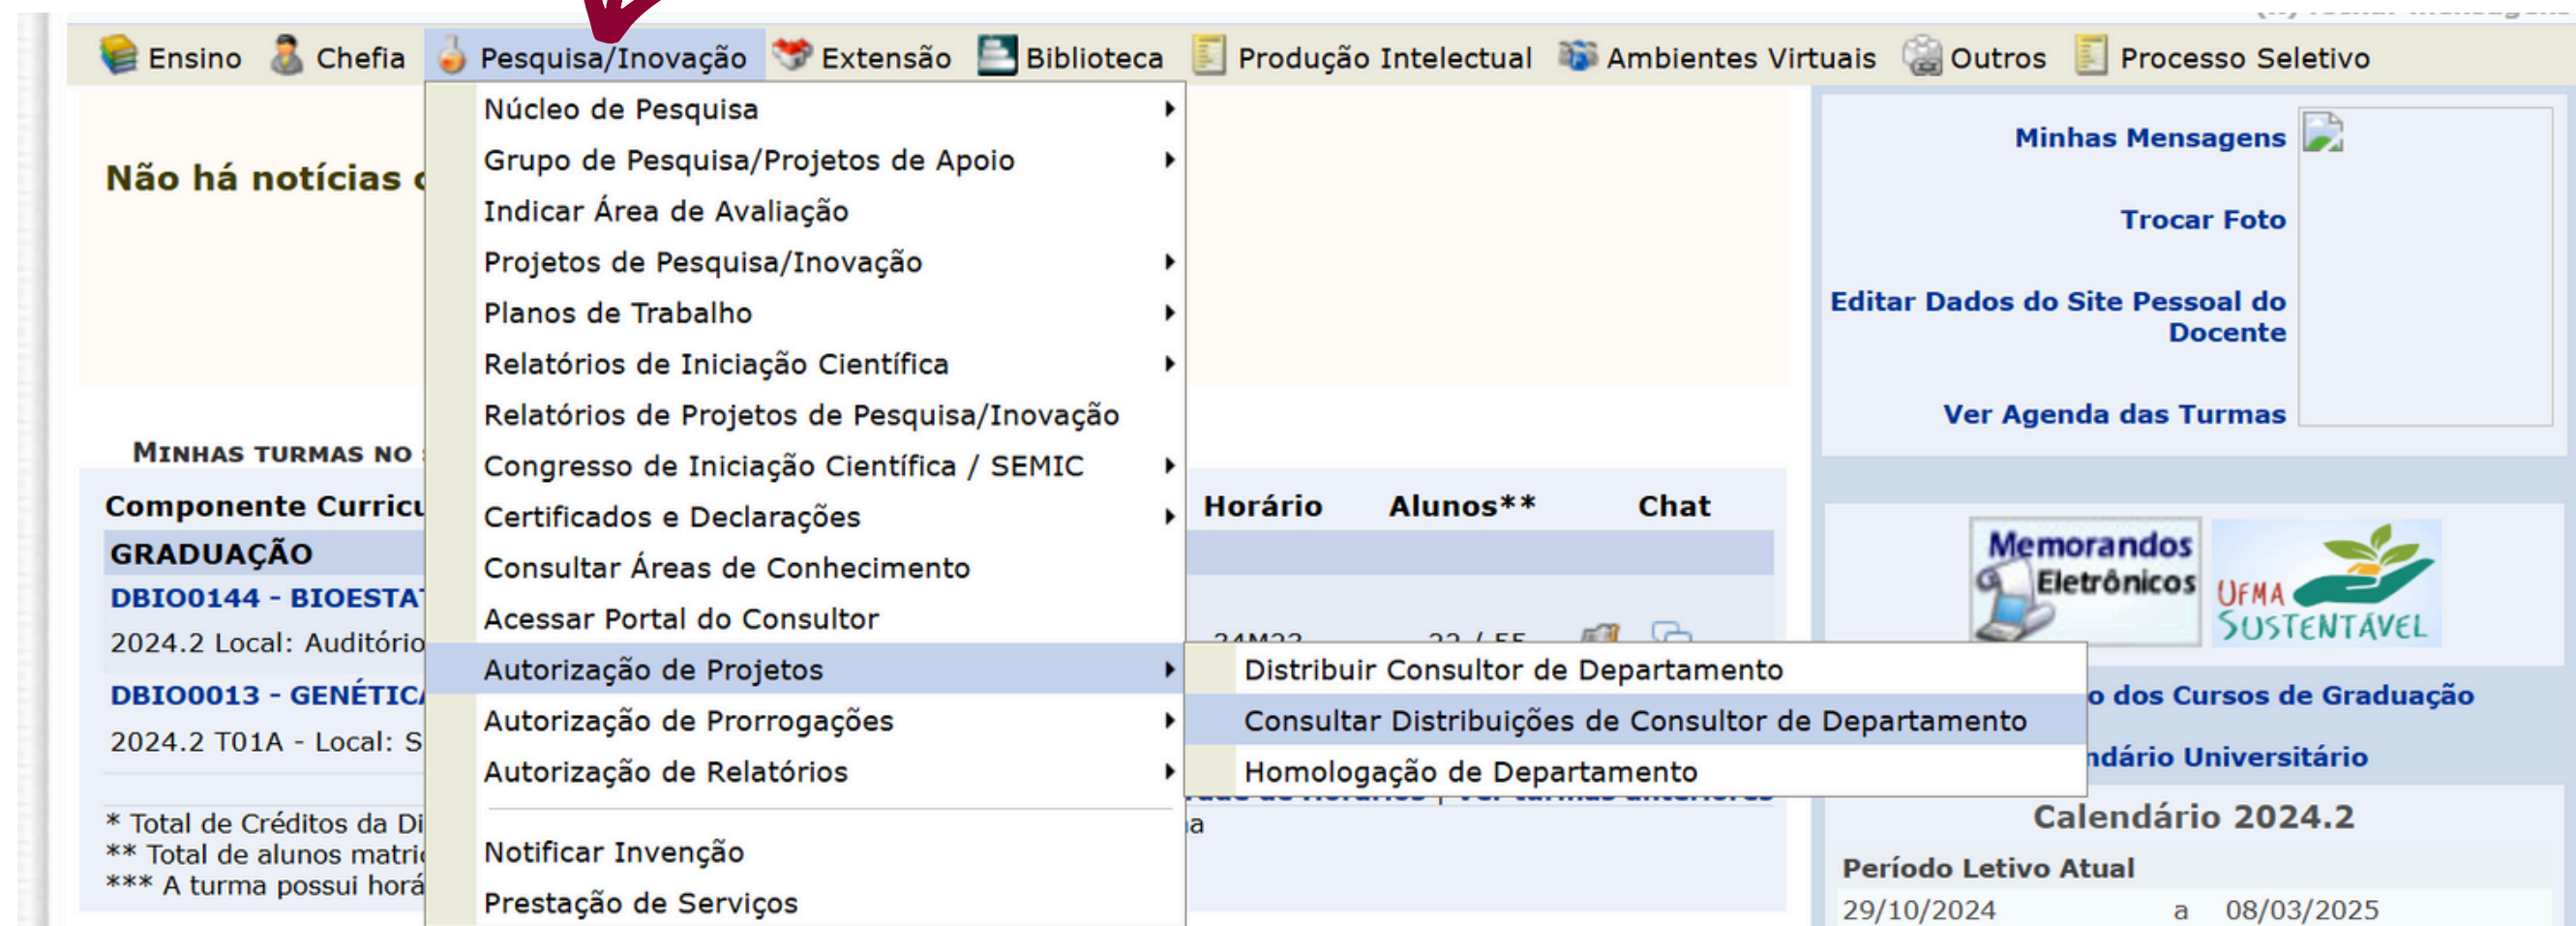 Ensino Chefia Pesquisa/Inovação Extensão Biblioteca Produção Intelectual Ambientes Virtuais Outros Processo Seletivo
Núcleo de Pesquisa
Grupo de Pesquisa/Projetos de Apoio
Indicar Área de Avaliação
Projetos de Pesquisa/Inovação
Planos de Trabalho
Relatórios de Iniciação Científica
Relatórios de Projetos de Pesquisa/Inovação
Congresso de Iniciação Científica / SEMIC
Certificados e Declarações
Consultar Áreas de Conhecimento
Acessar Portal do Consultor
Autorização de Projetos
Autorização de Prorrogações
Autorização de Relatórios
Notificar Invenção
Prestação de Serviços
Distribuir Consultor de Departamento
Consultar Distribuições de Consultor de Departamento
Homologação de Departamento
Não há notícias
MINHAS TURMAS NO
Componente Curricu
Horário Alunos** Chat
GRADUAÇÃO
DBIO0144 - BIOESTAT
2024.2 Local: Auditório
DBIO0013 - GENÉTICA
2024.2 T01A - Local: S
* Total de Créditos da Di
** Total de alunos matri
*** A turma possui horá
Minhas Mensagens
Trocar Foto
Editar Dados do Site Pessoal do
Docente
Ver Agenda das Turmas
Memorandos
Eletrônicos
UFMA
SUSTENTÁVEL
o dos Cursos de Graduação
ndário Universitário
Calendário 2024.2
Período Letivo Atual
29/10/2024 a 08/03/2025